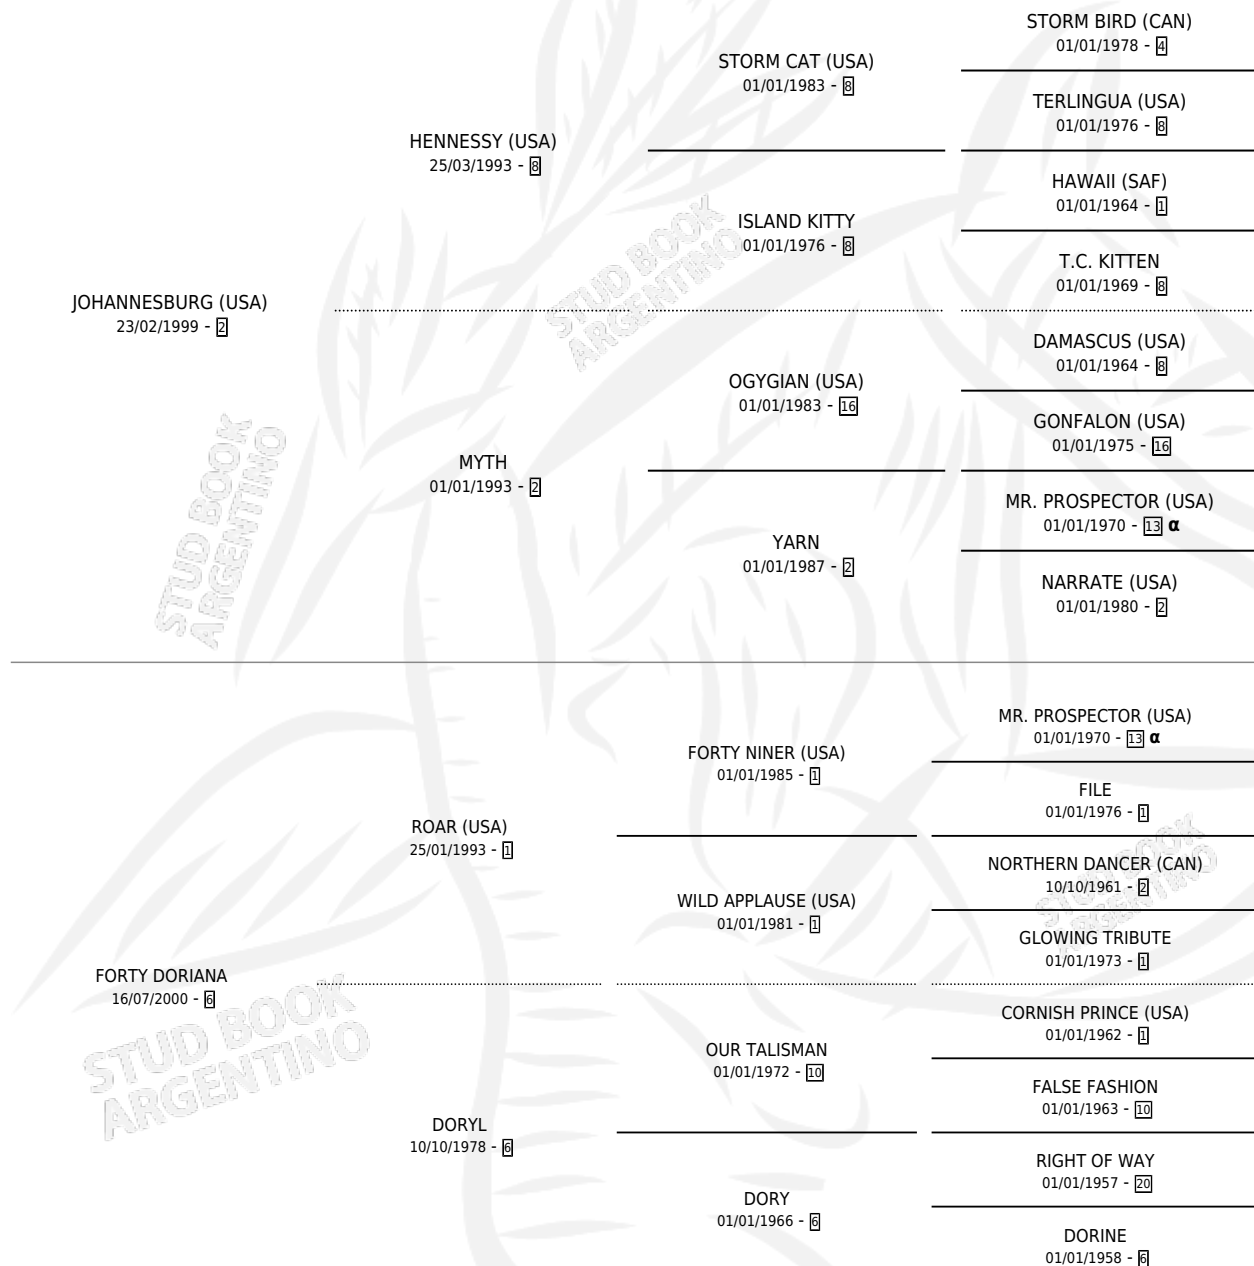 STORM BIRD (CAN)
01/01/1978 - 4
STORM CAT (USA)
01/01/1983 - 8
TERLINGUA (USA)
01/01/1976 - 8
HENNESSY (USA)
25/03/1993 - 8
HAWAII (SAF)
01/01/1964 - 1
ISLAND KITTY
01/01/1976 - 8
T.C. KITTEN
01/01/1969 - 8
JOHANNESBURG (USA)
23/02/1999 - 2
DAMASCUS (USA)
01/01/1964 - 8
OGYGIAN (USA)
01/01/1983 - 16
GONFALON (USA)
01/01/1975 - 16
MYTH
01/01/1993 - 2
MR. PROSPECTOR (USA)
01/01/1970 - 13 α
YARN
01/01/1987 - 2
NARRATE (USA)
01/01/1980 - 2
MR. PROSPECTOR (USA)
01/01/1970 - 13 α
FORTY NINER (USA)
01/01/1985 - 1
FILE
01/01/1976 - 1
ROAR (USA)
25/01/1993 - 1
NORTHERN DANCER (CAN)
10/10/1961 - 2
WILD APPLAUSE (USA)
01/01/1981 - 1
GLOWING TRIBUTE
01/01/1973 - 1
FORTY DORIANA
16/07/2000 - 6
CORNISH PRINCE (USA)
01/01/1962 - 1
OUR TALISMAN
01/01/1972 - 10
FALSE FASHION
01/01/1963 - 10
DORYL
10/10/1978 - 6
RIGHT OF WAY
01/01/1957 - 20
DORY
01/01/1966 - 6
DORINE
01/01/1958 - 6
STUD BOOK
ARGENTINO
STUD BOOK
ARGENTINO
STUD BOOK
ARGENTINO
STUD BOOK
ARGENTINO